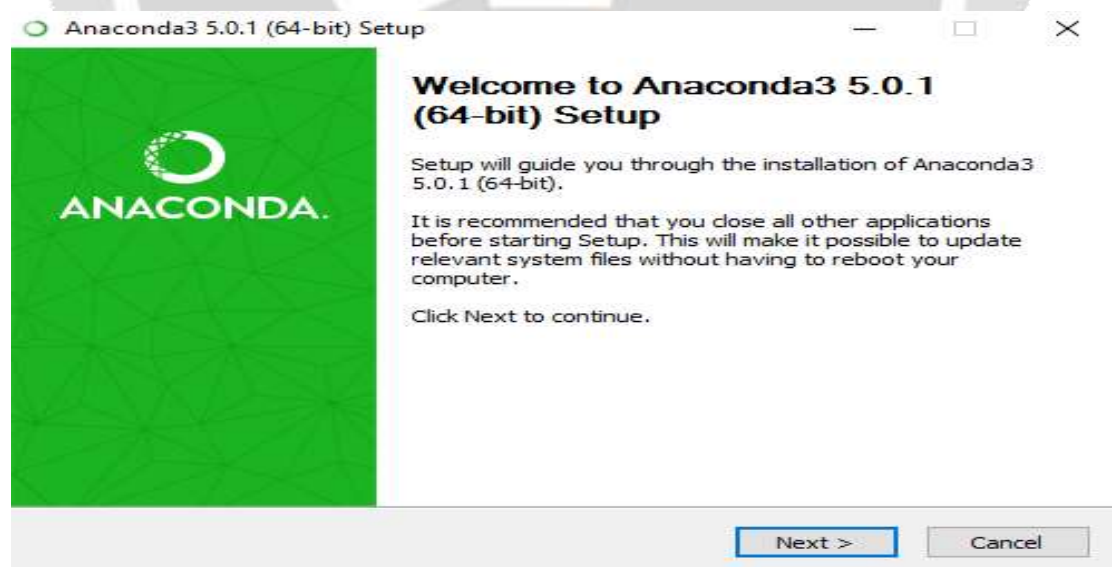 Anaconda3 5.0.1 (64-bit) Setup
Welcome to Anaconda3 5.0.1
(64-bit) Setup
Setup will guide you through the installation of Anaconda3
5.0.1 (64-bit).
ANACONDA.
It is recommended that you close all other applications
before starting Setup. This will make it possible to update
relevant system files without having to reboot your
computer.
Click Next to continue.
Next >
Cancel